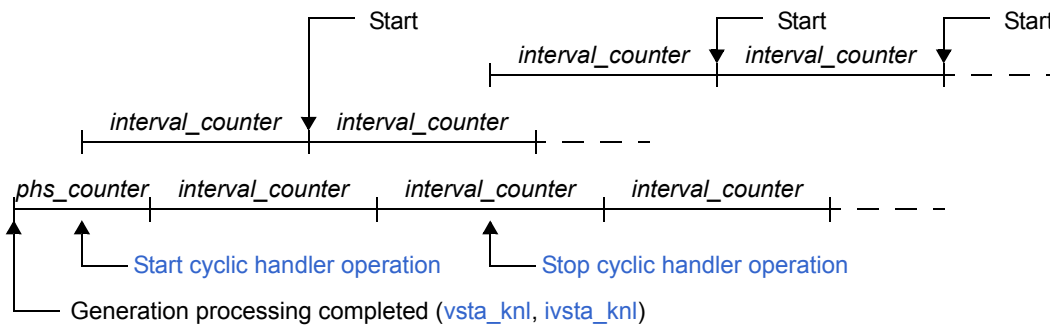 Start
Start
Start
interval_counter
interval_counter
interval_counter
interval_counter
phs_counter
interval_counter
interval_counter
interval_counter
Start cyclic handler operation
Stop cyclic handler operation
Generation processing completed (vsta_knl, ivsta_knl)